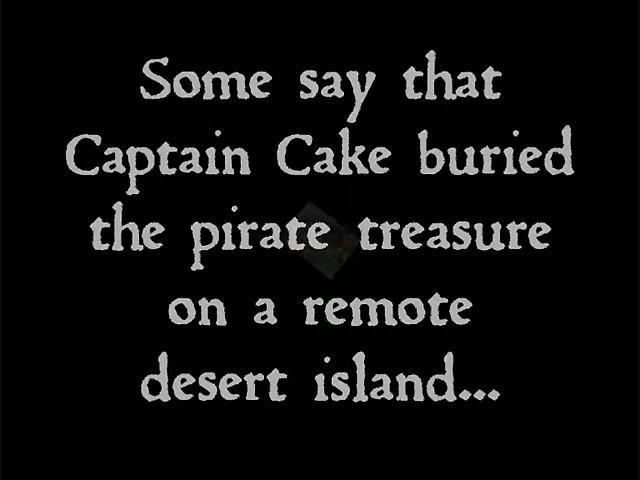 Some say that
Captain Cake buried
the pirate treasure
on a remote
desert island...